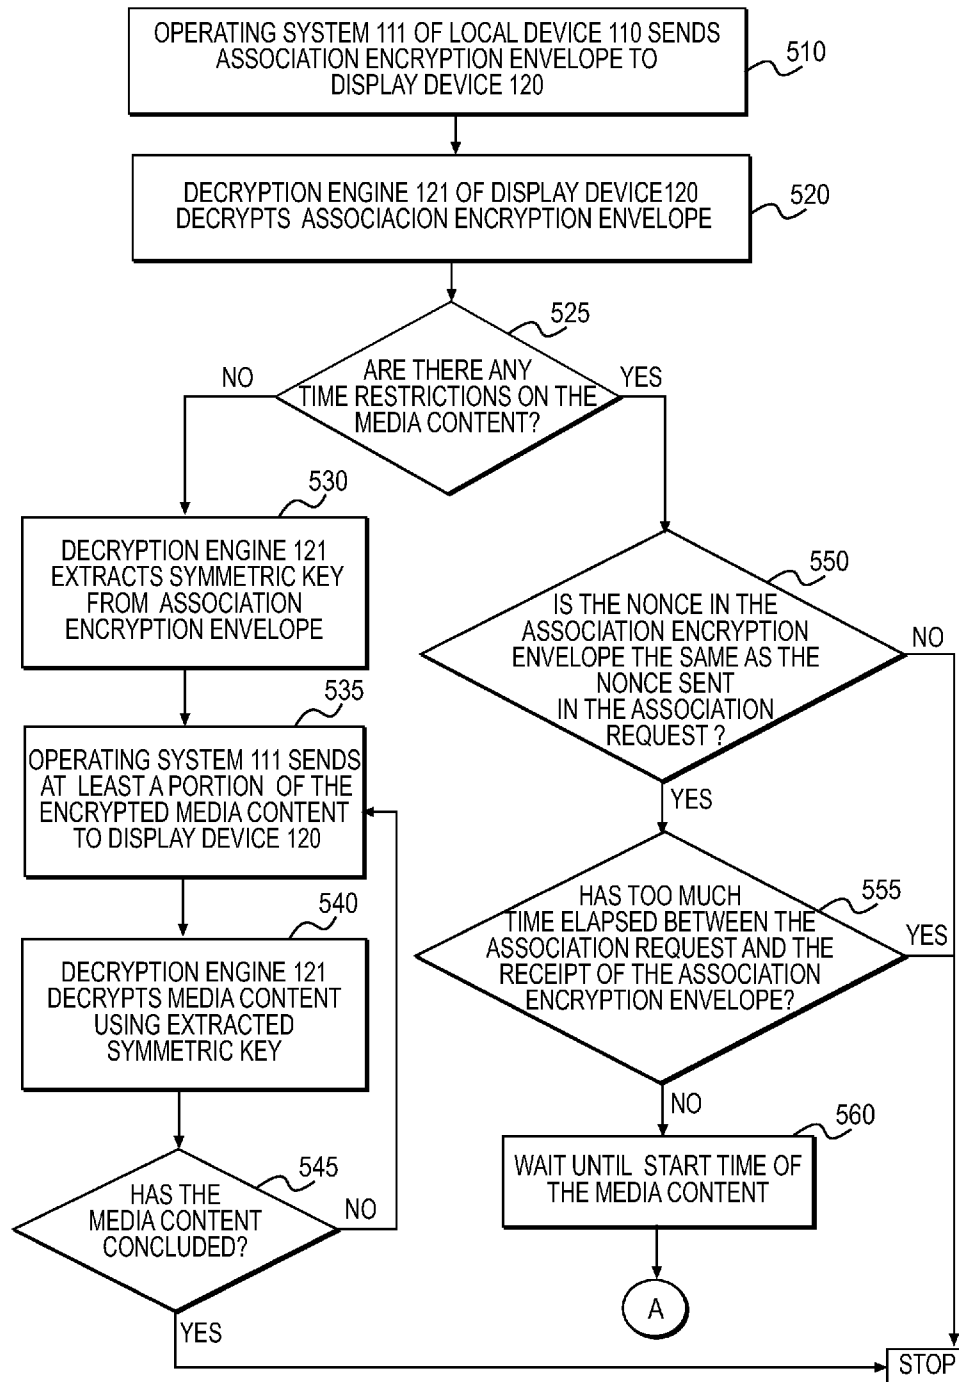 OPERATING SYSTEM 111 OF LOCAL DEVICE 110 SENDS
ASSOCIATION ENCRYPTION ENVELOPE TO
DISPLAY DEVICE 120
510
DECRYPTION ENGINE 121 OF DISPLAY DEVICE120
DECRYPTS ASSOCIACION ENCRYPTION ENVELOPE
520
525
ARE THERE ANY
TIME RESTRICTIONS ON THE
MEDIA CONTENT?
NO
YES
530
DECRYPTION ENGINE 121
EXTRACTS SYMMETRIC KEY
FROM ASSOCIATION
ENCRYPTION ENVELOPE
535
OPERATING SYSTEM 111 SENDS
AT LEAST A PORTION OF THE
ENCRYPTED MEDIA CONTENT
TO DISPLAY DEVICE 120
540
DECRYPTION ENGINE 121
DECRYPTS MEDIA CONTENT
USING EXTRACTED
SYMMETRIC KEY
545
HAS THE
MEDIA CONTENT
CONCLUDED?
NO
YES
550
IS THE NONCE IN THE
ASSOCIATION ENCRYPTION
ENVELOPE THE SAME AS THE
NONCE SENT
IN THE ASSOCIATION
REQUEST ?
NO
YES
555
HAS TOO MUCH
TIME ELAPSED BETWEEN THE
ASSOCIATION REQUEST AND THE
RECEIPT OF THE ASSOCIATION
ENCRYPTION ENVELOPE?
YES
NO
560
WAIT UNTIL START TIME OF
THE MEDIA CONTENT
A
STOP